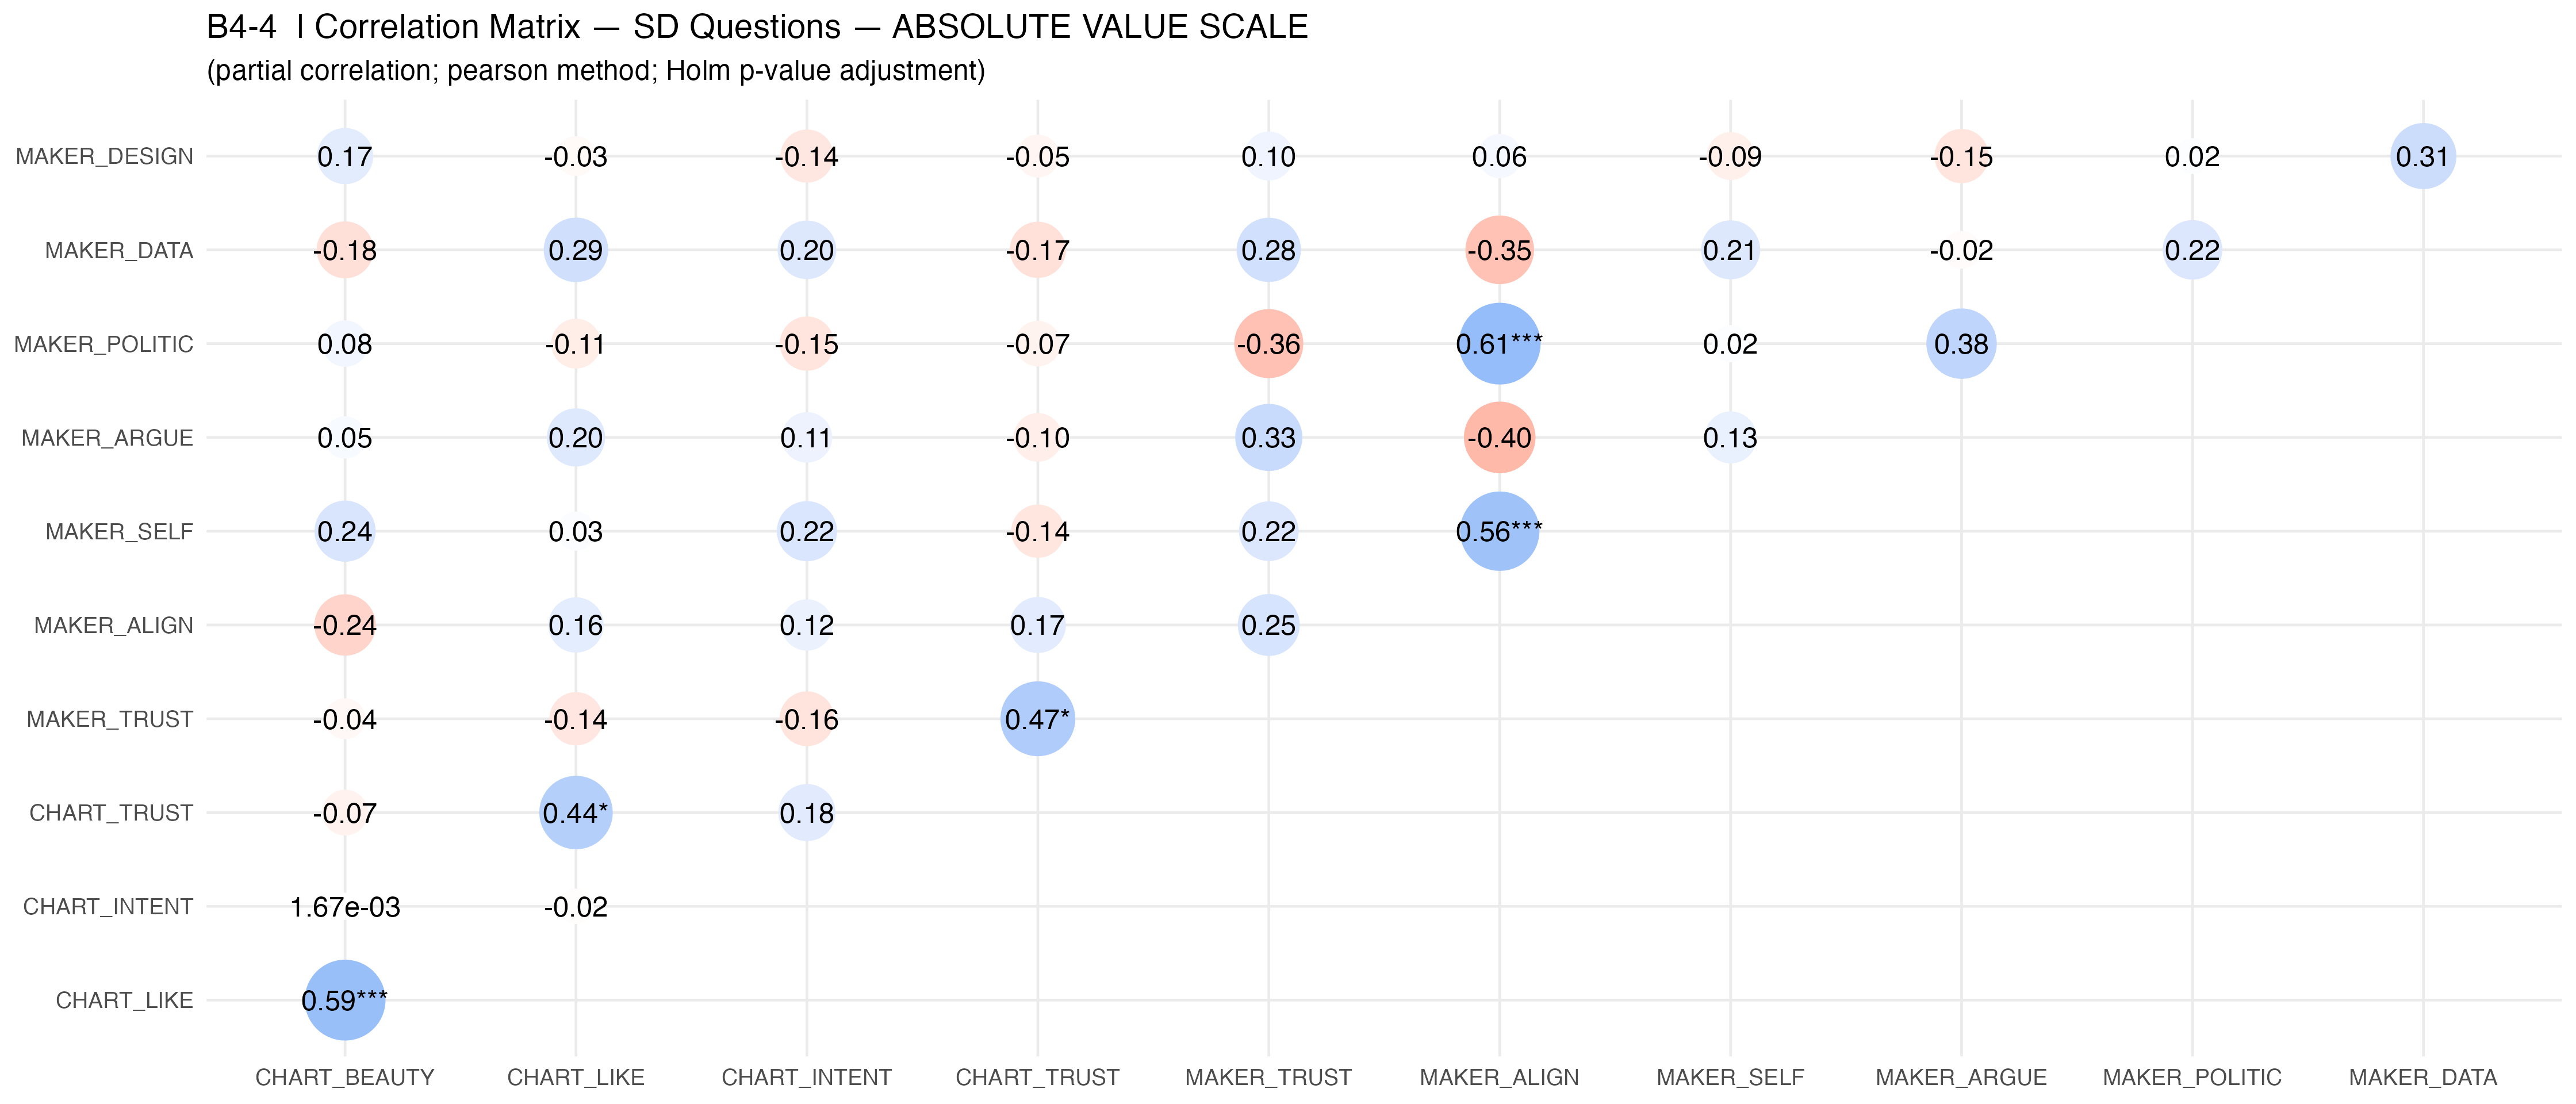 B4-4 | Correlation Matrix — SD Questions — ABSOLUTE VALUE SCALE
(partial correlation; pearson method; Holm p-value adjustment)
MAKER_DESIGN 0.17 -0.03 -0.14 -0.05 0.10 0.06 -0.09 -0.15 0.02 0.31
MAKER_DATA -0.18 0.29 0.20 -0.17 0.28 -0.35 0.21 -0.02 0.22
MAKER_POLITIC 0.08 -0.11 -0.15 -0.07 -0.36 0.61*** 0.02 0.38
MAKER_ARGUE 0.05 0.20 0.11 -0.10 0.33 -0.40 0.13
MAKER_SELF 0.24 0.03 0.22 -0.14 0.22 0.56***
MAKER_ALIGN -0.24 0.16 0.12 0.17 0.25
MAKER_TRUST -0.04 -0.14 -0.16 0.47*
CHART_TRUST -0.07 0.44* 0.18
CHART_INTENT 1.67e-03 -0.02
CHART_LIKE 0.59***
CHART_BEAUTY CHART_LIKE CHART_INTENT CHART_TRUST MAKER_TRUST MAKER_ALIGN MAKER_SELF MAKER_ARGUE MAKER_POLITIC MAKER_DATA